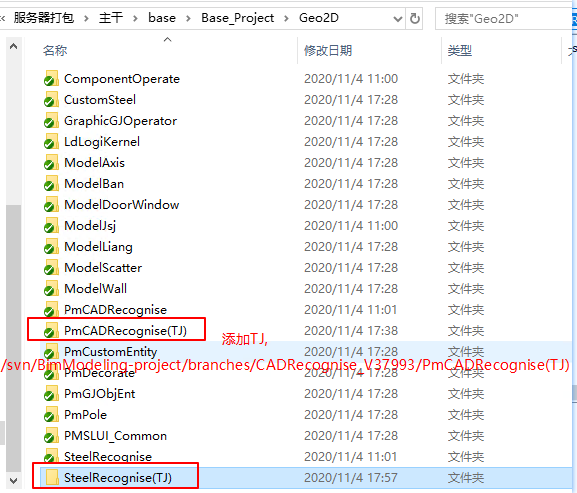 « 服务器打包 > 主干 > base > Base_Project > Geo2D
搜索"Geo2D"
名称 修改日期 类型
ComponentOperate 2020/11/4 11:00 文件夹
CustomSteel 2020/11/4 17:28 文件夹
GraphicGJOperator 2020/11/4 17:28 文件夹
LdLogiKernel 2020/11/4 17:28 文件夹
ModelAxis 2020/11/4 17:28 文件夹
ModelBan 2020/11/4 17:28 文件夹
ModelDoorWindow 2020/11/4 17:28 文件夹
ModelJsj 2020/11/4 11:00 文件夹
ModelLiang 2020/11/4 17:28 文件夹
ModelScatter 2020/11/4 17:28 文件夹
ModelWall 2020/11/4 17:28 文件夹
PmCADRecognise 2020/11/4 11:01 文件夹
PmCADRecognise(TJ) 2020/11/4 17:38 文件夹
添加TJ,
PmCustomEntity 2020/11/4 17:28 文件夹
/svn/BimModeling-project/branches/CADRecognise_V37993/PmCADRecognise(TJ)
PmDecorate 2020/11/4 17:28 文件夹
PmGJObjEnt 2020/11/4 17:28 文件夹
PmPole 2020/11/4 17:28 文件夹
PMSLUI_Common 2020/11/4 17:28 文件夹
SteelRecognise 2020/11/4 11:01 文件夹
SteelRecognise(TJ) 2020/11/4 17:57 文件夹